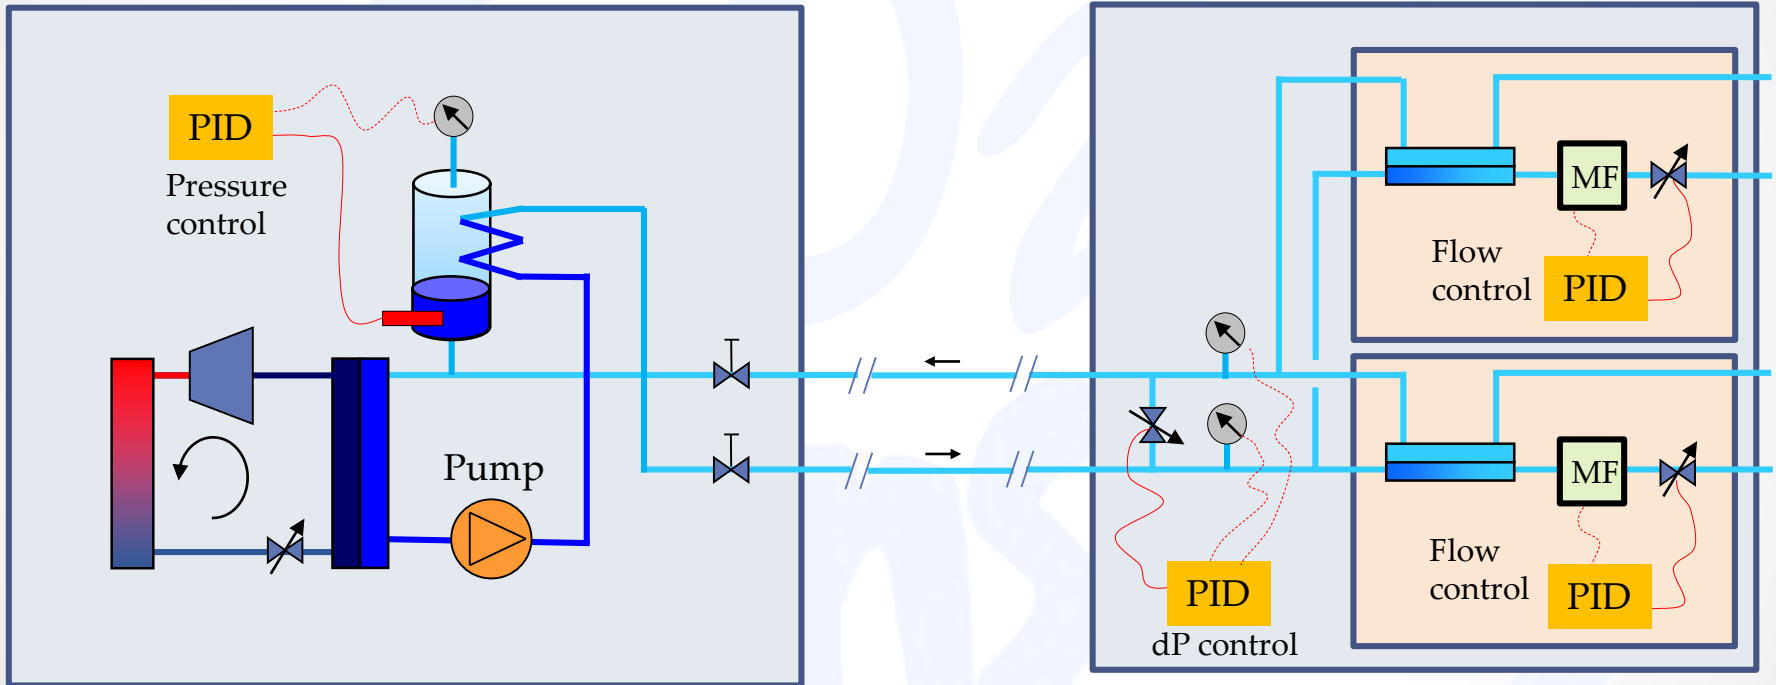 PID
Pressure
control
Pump
PID
dP control
MF
Flow
control
PID
MF
Flow
control
PID